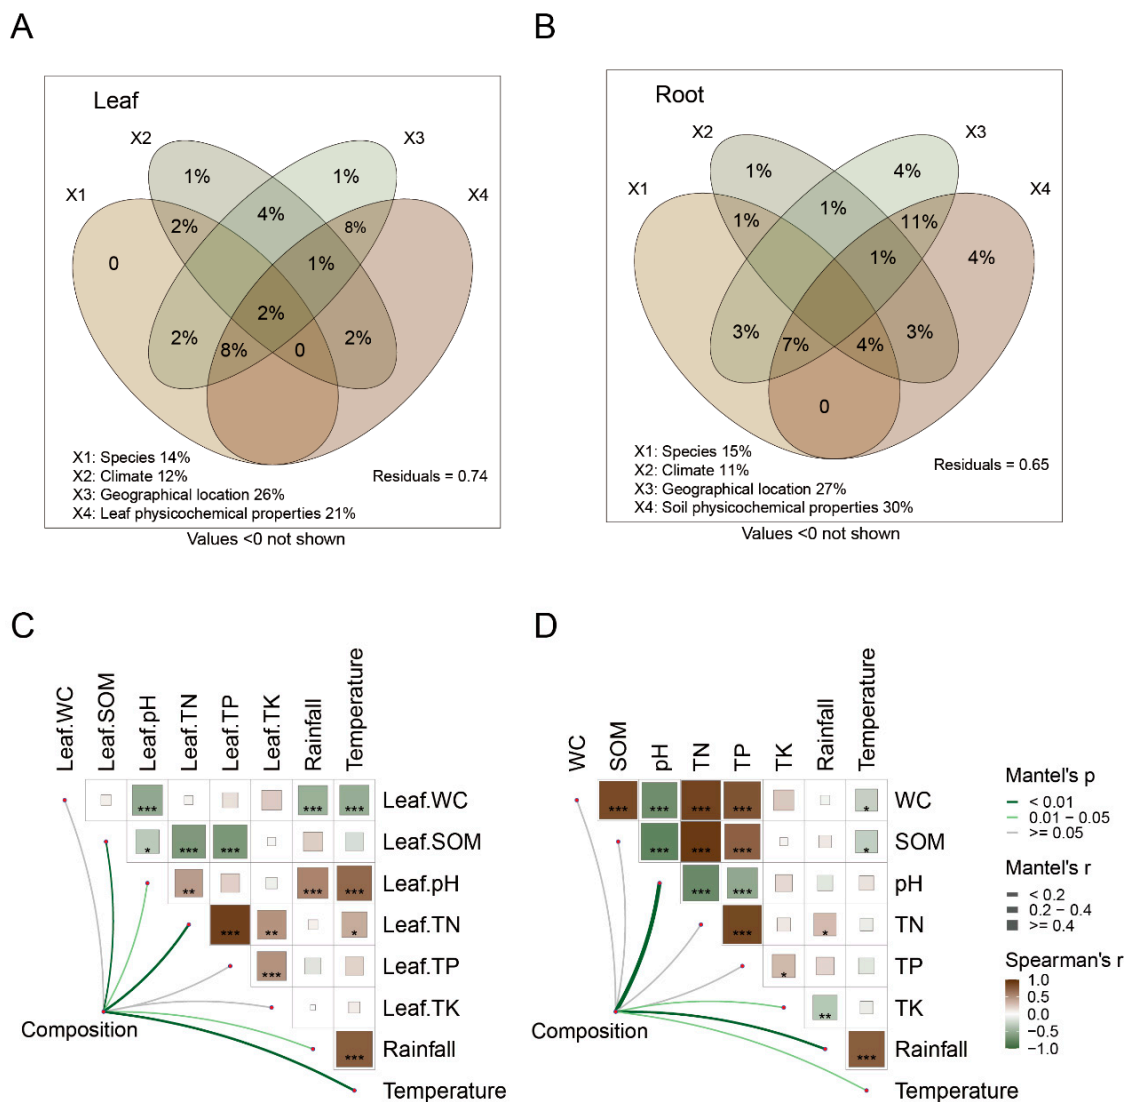 A
B
Leaf
X1
X2
X3
X4
1%
1%
0
2%
4%
8%
1%
2%
2%
8%
0
2%
X1: Species 14%
X2: Climate 12%
X3: Geographical location 26%
X4: Leaf physicochemical properties 21%
Residuals = 0.74
Values <0 not shown
Root
X1
X2
X3
X4
1%
4%
1%
1%
11%
1%
4%
3%
7%
4%
3%
0
X1: Species 15%
X2: Climate 11%
X3: Geographical location 27%
X4: Soil physicochemical properties 30%
Residuals = 0.65
Values <0 not shown
C
Leaf.WC
Leaf.SOM
Leaf.pH
Leaf.TN
Leaf.TP
Leaf.TK
Rainfall
Temperature
*** *** *** Leaf.WC
* *** *** Leaf.SOM
** *** *** Leaf.pH
*** ** * Leaf.TN
*** Leaf.TP
Leaf.TK
*** Rainfall
Temperature
Composition
D
WC
SOM
pH
TN
TP
TK
Rainfall
Temperature
*** *** *** *** * WC
*** *** *** * SOM
*** *** pH
*** * TN
* TP
** TK
*** Rainfall
Temperature
Composition
Mantel's p
< 0.01
0.01 − 0.05
>= 0.05
Mantel's r
< 0.2
0.2 − 0.4
>= 0.4
Spearman's r
1.0
0.5
0.0
−0.5
−1.0